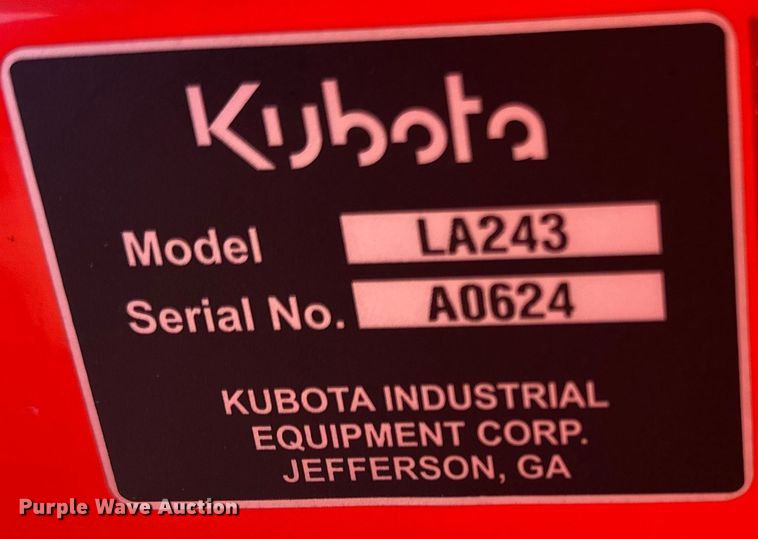 Kubota
Model LA243
Serial No. A0624
KUBOTA INDUSTRIAL
EQUIPMENT CORP.
JEFFERSON, GA
Purple Wave Auction